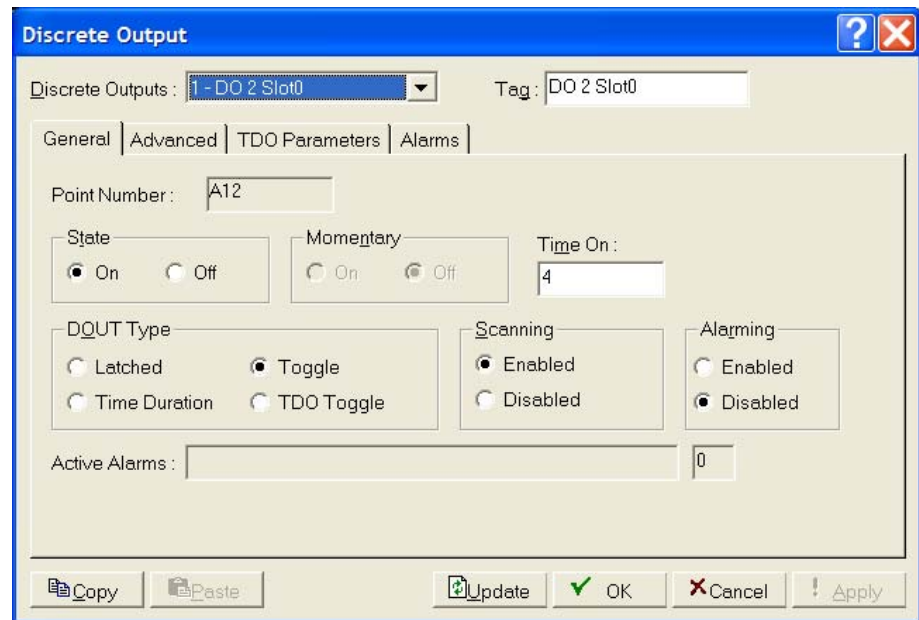 Discrete Output
Discrete Outputs : 1 - DO 2 Slot0 Tag : DO 2 Slot0
General Advanced TDO Parameters Alarms
Point Number : A12
State Momentary Time On :
On Off On Off 4
DOUT Type Scanning Alarming
Latched Toggle Enabled Enabled
Time Duration TDO Toggle Disabled Disabled
Active Alarms : 0
Copy Paste Update OK Cancel ! Apply